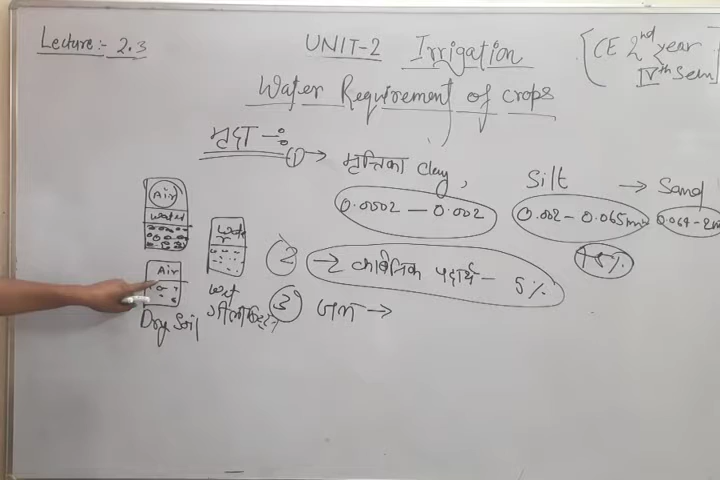 Lecture:- 2.3
UNIT-2 Irrigation
(CE 2nd year
IVth Sem)
Water Requirement of crops
मृदा -:
① → मृत्तिका clay, Silt → Sand
0.0002 - 0.002 0.002 - 0.065mm
Air
water
② → कार्बनिक पदार्थ - 5%
③ जल →
Air
Dry Soil
Water
Wet